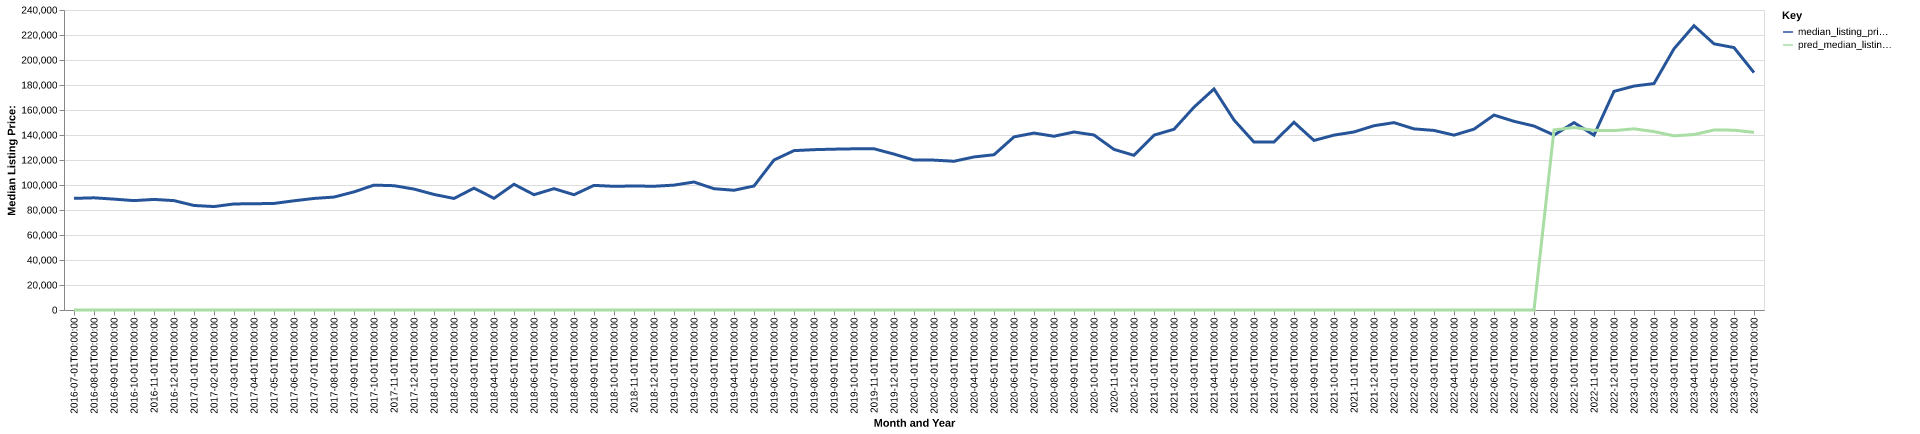 Key
median_listing_pri…
pred_median_listin…
Median Listing Price:
240,000
220,000
200,000
180,000
160,000
140,000
120,000
100,000
80,000
60,000
40,000
20,000
0
2016-07-01T00:00:00
2016-08-01T00:00:00
2016-09-01T00:00:00
2016-10-01T00:00:00
2016-11-01T00:00:00
2016-12-01T00:00:00
2017-01-01T00:00:00
2017-02-01T00:00:00
2017-03-01T00:00:00
2017-04-01T00:00:00
2017-05-01T00:00:00
2017-06-01T00:00:00
2017-07-01T00:00:00
2017-08-01T00:00:00
2017-09-01T00:00:00
2017-10-01T00:00:00
2017-11-01T00:00:00
2017-12-01T00:00:00
2018-01-01T00:00:00
2018-02-01T00:00:00
2018-03-01T00:00:00
2018-04-01T00:00:00
2018-05-01T00:00:00
2018-06-01T00:00:00
2018-07-01T00:00:00
2018-08-01T00:00:00
2018-09-01T00:00:00
2018-10-01T00:00:00
2018-11-01T00:00:00
2018-12-01T00:00:00
2019-01-01T00:00:00
2019-02-01T00:00:00
2019-03-01T00:00:00
2019-04-01T00:00:00
2019-05-01T00:00:00
2019-06-01T00:00:00
2019-07-01T00:00:00
2019-08-01T00:00:00
2019-09-01T00:00:00
2019-10-01T00:00:00
2019-11-01T00:00:00
2019-12-01T00:00:00
2020-01-01T00:00:00
2020-02-01T00:00:00
2020-03-01T00:00:00
2020-04-01T00:00:00
2020-05-01T00:00:00
2020-06-01T00:00:00
2020-07-01T00:00:00
2020-08-01T00:00:00
2020-09-01T00:00:00
2020-10-01T00:00:00
2020-11-01T00:00:00
2020-12-01T00:00:00
2021-01-01T00:00:00
2021-02-01T00:00:00
2021-03-01T00:00:00
2021-04-01T00:00:00
2021-05-01T00:00:00
2021-06-01T00:00:00
2021-07-01T00:00:00
2021-08-01T00:00:00
2021-09-01T00:00:00
2021-10-01T00:00:00
2021-11-01T00:00:00
2021-12-01T00:00:00
2022-01-01T00:00:00
2022-02-01T00:00:00
2022-03-01T00:00:00
2022-04-01T00:00:00
2022-05-01T00:00:00
2022-06-01T00:00:00
2022-07-01T00:00:00
2022-08-01T00:00:00
2022-09-01T00:00:00
2022-10-01T00:00:00
2022-11-01T00:00:00
2022-12-01T00:00:00
2023-01-01T00:00:00
2023-02-01T00:00:00
2023-03-01T00:00:00
2023-04-01T00:00:00
2023-05-01T00:00:00
2023-06-01T00:00:00
2023-07-01T00:00:00
Month and Year